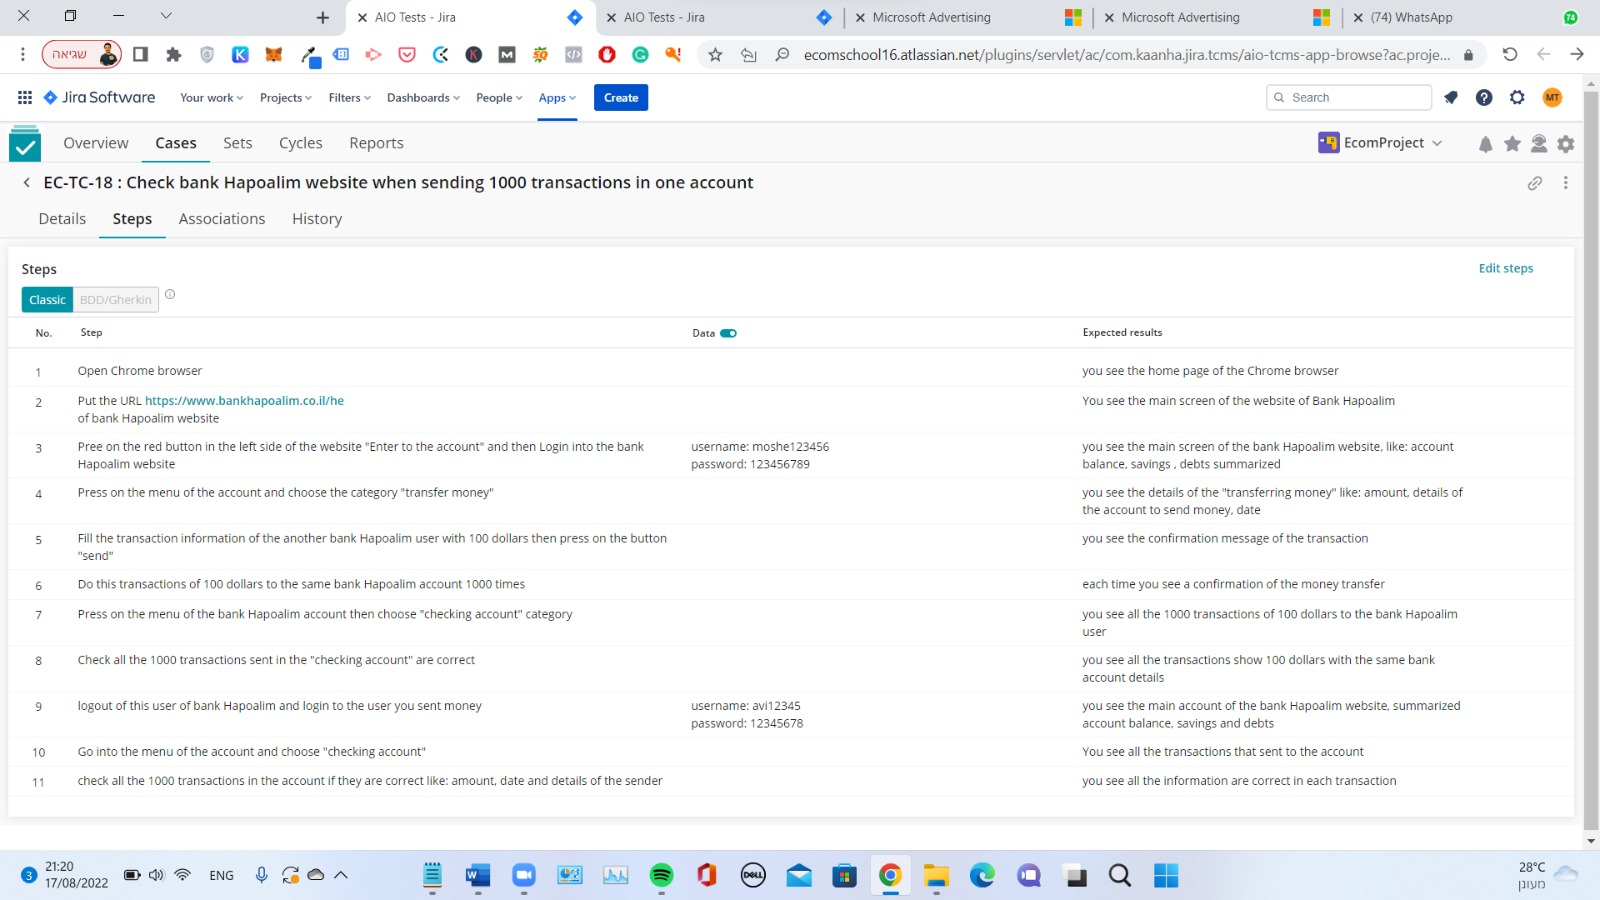 AIO Tests - Jira
AIO Tests - Jira
Microsoft Advertising
Microsoft Advertising
(74) WhatsApp
74
שגיאה
ecomschool16.atlassian.net/plugins/servlet/ac/com.kaanha.jira.tcms/aio-tcms-app-browse?ac.proje...
Jira Software
Your work
Projects
Filters
Dashboards
People
Apps
Create
Search
MT
Overview
Cases
Sets
Cycles
Reports
EcomProject
EC-TC-18 : Check bank Hapoalim website when sending 1000 transactions in one account
Details
Steps
Associations
History
Steps
Edit steps
Classic
BDD/Gherkin
No.
Step
Data
Expected results
1
Open Chrome browser
you see the home page of the Chrome browser
2
Put the URL https://www.bankhapoalim.co.il/he
of bank Hapoalim website
You see the main screen of the website of Bank Hapoalim
3
Pree on the red button in the left side of the website "Enter to the account" and then Login into the bank
Hapoalim website
username: moshe123456
password: 123456789
you see the main screen of the bank Hapoalim website, like: account
balance, savings , debts summarized
4
Press on the menu of the account and choose the category "transfer money"
you see the details of the "transferring money" like: amount, details of
the account to send money, date
5
Fill the transaction information of the another bank Hapoalim user with 100 dollars then press on the button
"send"
you see the confirmation message of the transaction
6
Do this transactions of 100 dollars to the same bank Hapoalim account 1000 times
each time you see a confirmation of the money transfer
7
Press on the menu of the bank Hapoalim account then choose "checking account" category
you see all the 1000 transactions of 100 dollars to the bank Hapoalim
user
8
Check all the 1000 transactions sent in the "checking account" are correct
you see all the transactions show 100 dollars with the same bank
account details
9
logout of this user of bank Hapoalim and login to the user you sent money
username: avi12345
password: 12345678
you see the main account of the bank Hapoalim website, summarized
account balance, savings and debts
10
Go into the menu of the account and choose "checking account"
You see all the transactions that sent to the account
11
check all the 1000 transactions in the account if they are correct like: amount, date and details of the sender
you see all the information are correct in each transaction
3
21:20
17/08/2022
ENG
DELL
28°C
מעונן